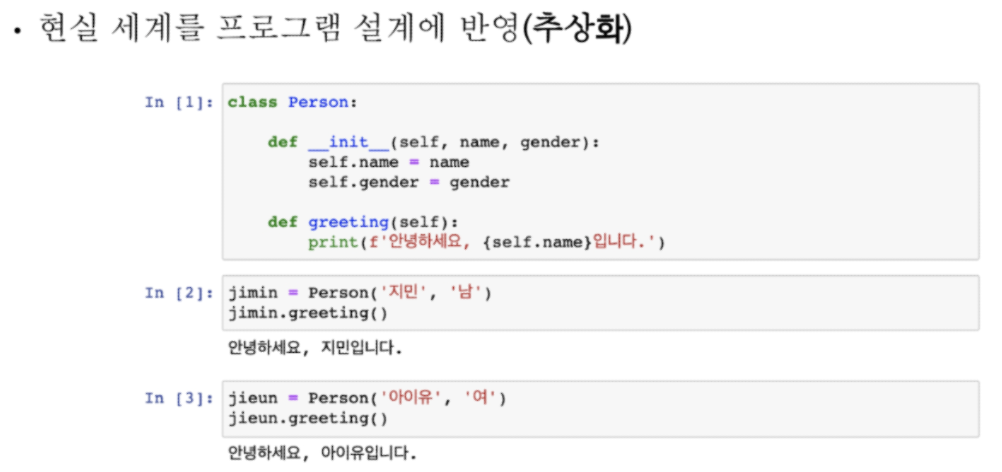 • 현실 세계를 프로그램 설계에 반영(추상화)
In [1]: class Person:
def __init__(self, name, gender):
self.name = name
self.gender = gender
def greeting(self):
print(f'안녕하세요, {self.name}입니다.')
In [2]: jimin = Person('지민', '남')
jimin.greeting()
안녕하세요, 지민입니다.
In [3]: jieun = Person('아이유', '여')
jieun.greeting()
안녕하세요, 아이유입니다.